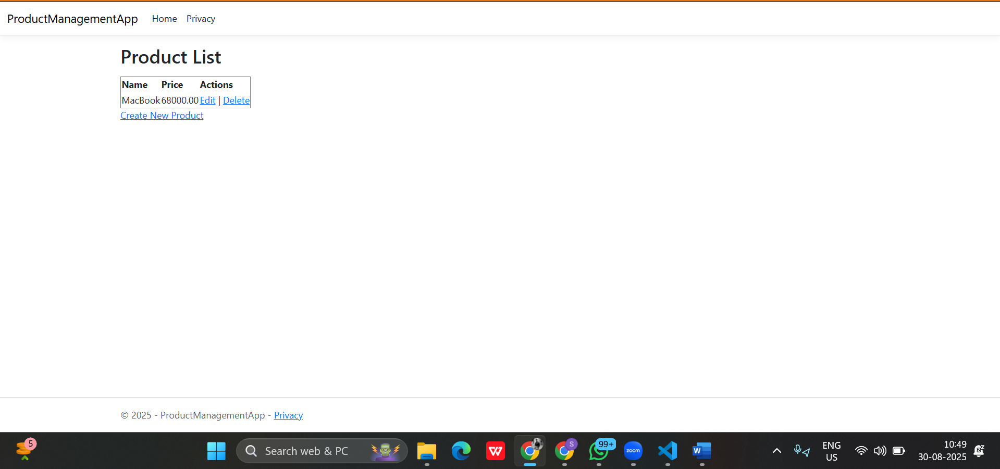 ProductManagementApp Home Privacy
Product List
Name Price Actions
MacBook 68000.00 Edit | Delete
Create New Product
© 2025 - ProductManagementApp - Privacy
5
Search web & PC
W
S
99+
zoom
W
ENG
US
10:49
30-08-2025